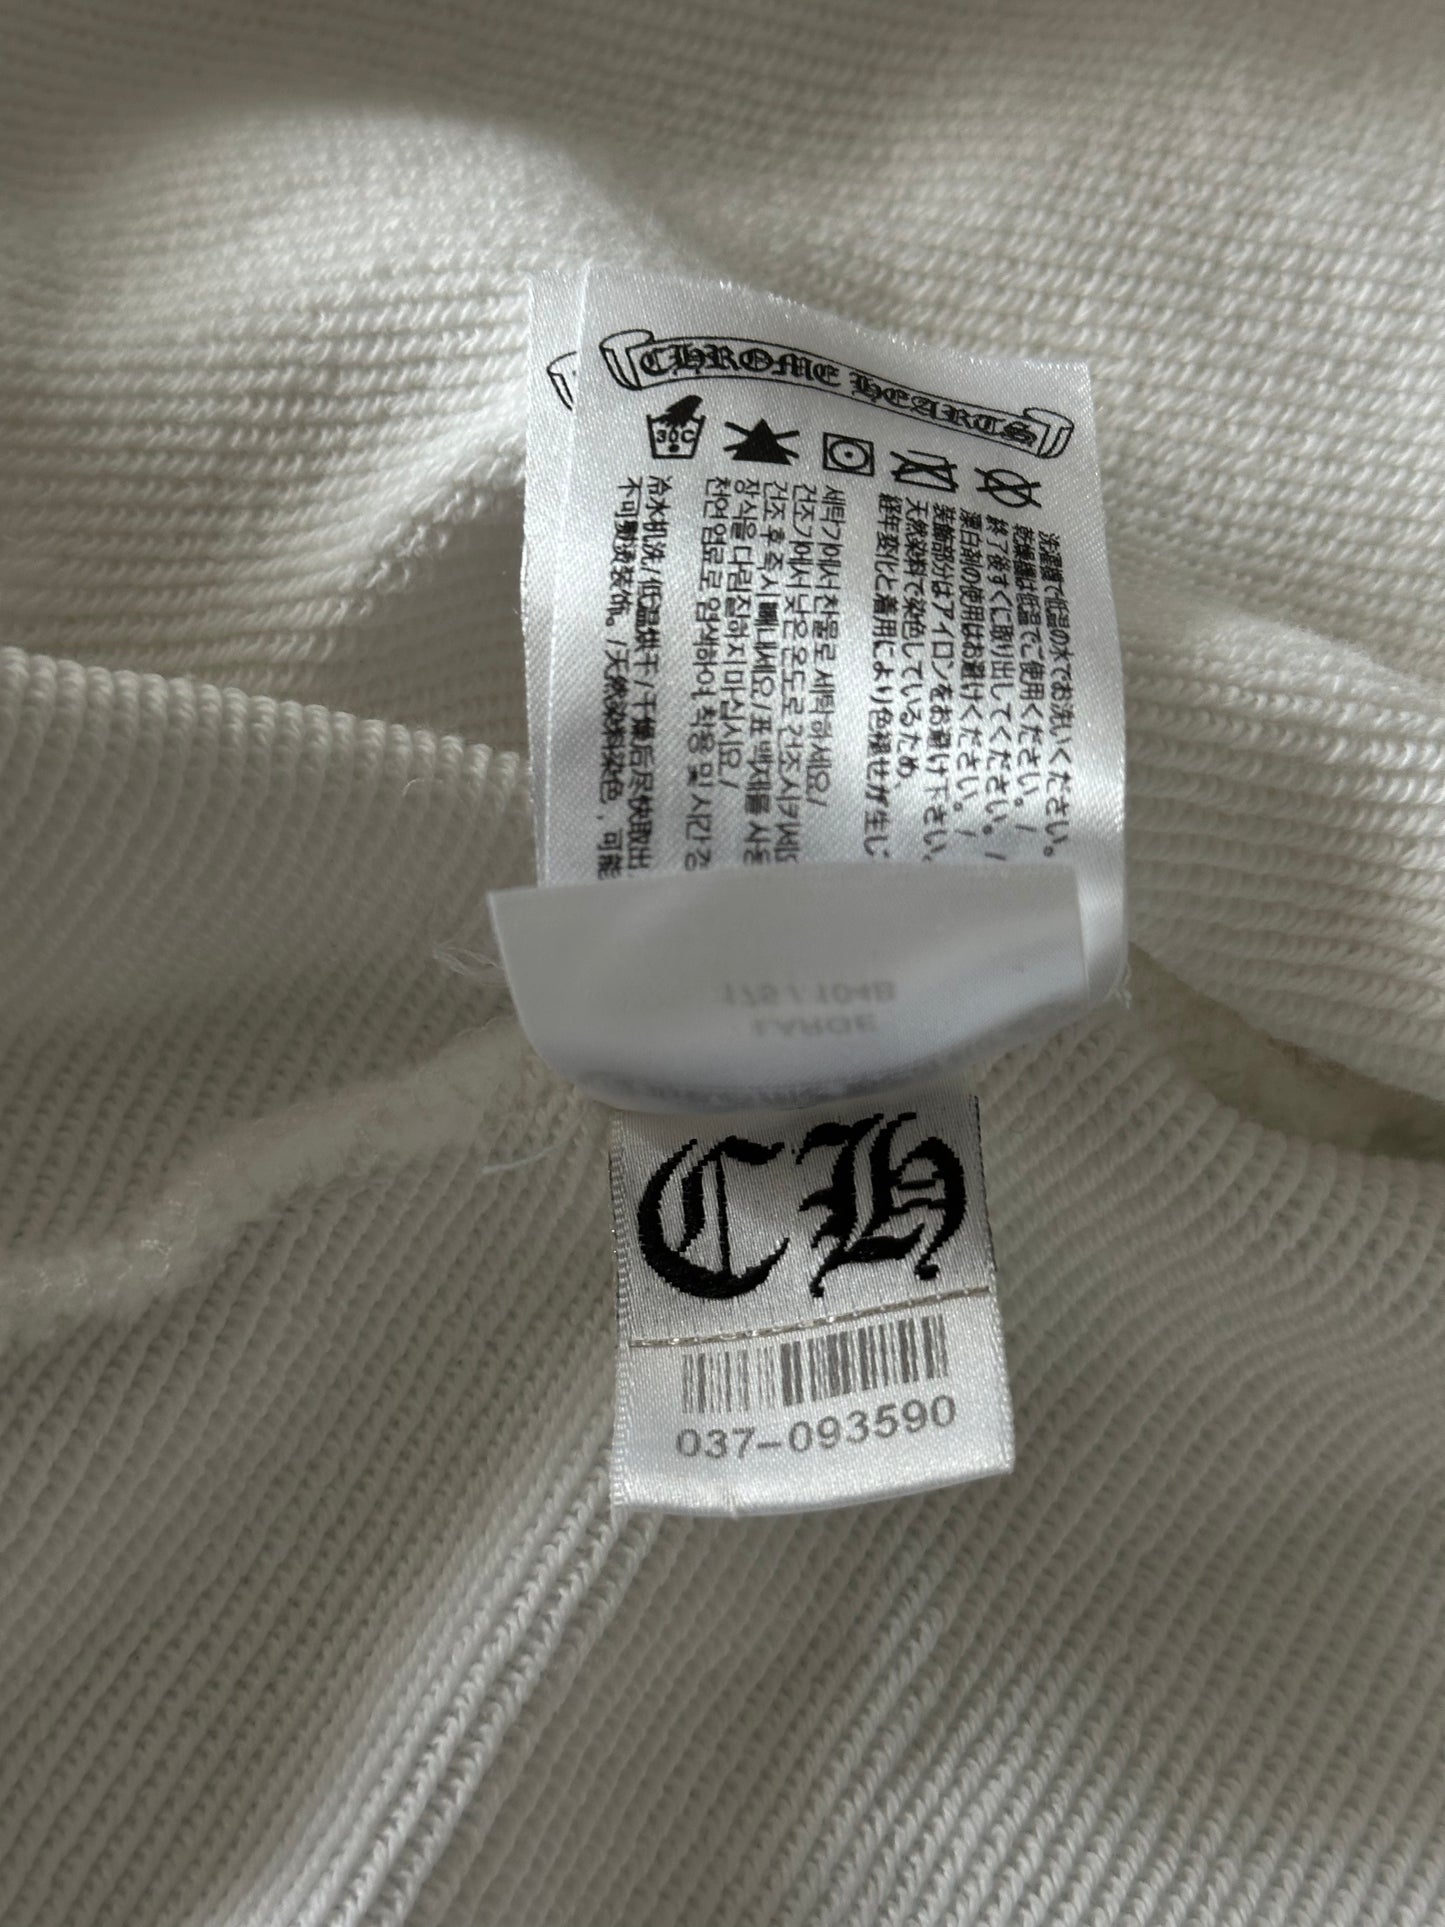 CHROME HEARTS
30C
洗濯機で低温の水でお洗いください。
乾燥機は低温でご使用ください。/
終了後すぐに取り出してください。/
漂白剤の使用はお避けください。/
装飾部分はアイロンをお避け下さい。
天然染料で染色しているため、
経年変化と着用により色褪せが生じ
세탁기에서 찬물로 세탁하세요/
건조기에서 낮은 온도로 건조시키세요
건조 후 즉시 빼내세요/표백제를 사용
장식을 다림질하지 마십시요/
천연 염료로 염색하여, 착용 및 시간 경
冷水机洗/低温烘干/干燥后尽快取出
不可熨烫装饰。/天然染料染色，可能
175 / 104B
LARGE
CH
037-093590